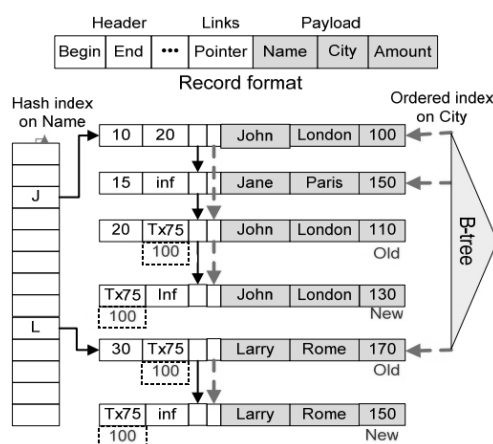 Header Links Payload
Begin End ••• Pointer Name City Amount
Record format
Hash index
on Name
Ordered index
on City
10 20 John London 100
J
15 inf Jane Paris 150
20 Tx75 John London 110
100 Old
B-tree
Tx75 Inf John London 130
100 New
L
30 Tx75 Larry Rome 170
100 Old
Tx75 inf Larry Rome 150
100 New